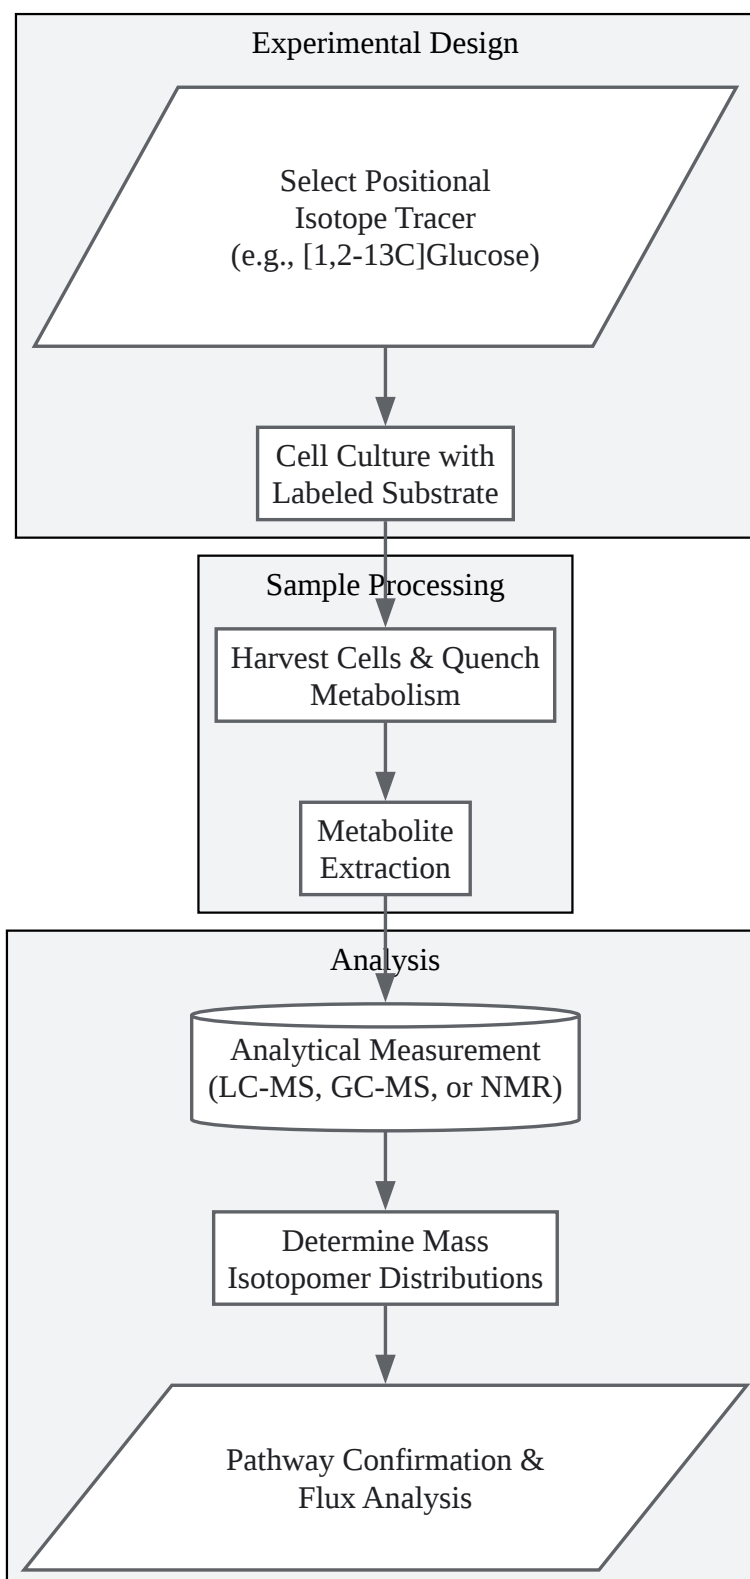 Experimental Design
Select Positional
Isotope Tracer
(e.g., [1,2-13C]Glucose)
Cell Culture with
Labeled Substrate
Sample Processing
Harvest Cells & Quench
Metabolism
Metabolite
Extraction
Analysis
Analytical Measurement
(LC-MS, GC-MS, or NMR)
Determine Mass
Isotopomer Distributions
Pathway Confirmation &
Flux Analysis